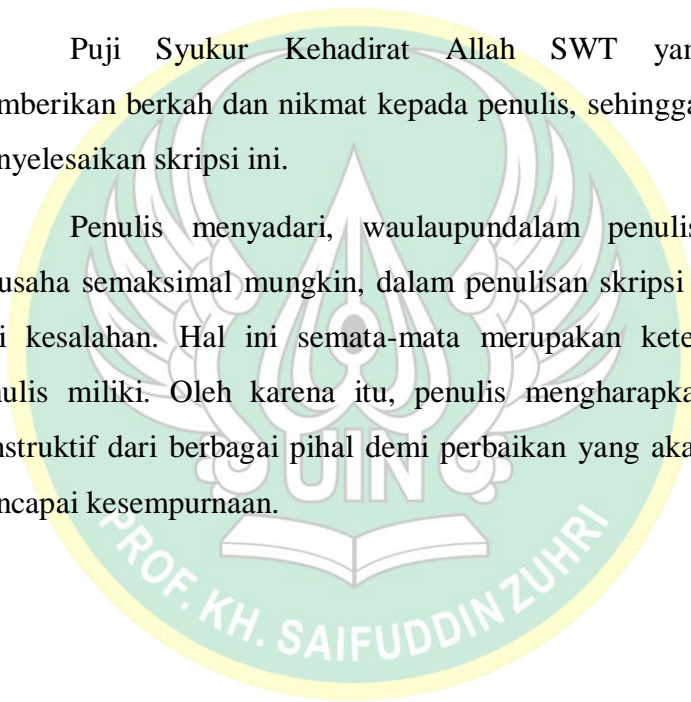 Puji Syukur Kehadirat Allah SWT yan
mberikan berkah dan nikmat kepada penulis, sehingga
nyelesaikan skripsi ini.
Penulis menyadari, waulaupundalam penulis
usaha semaksimal mungkin, dalam penulisan skripsi
i kesalahan. Hal ini semata-mata merupakan kete
nulis miliki. Oleh karena itu, penulis mengharapka
nstruktif dari berbagai pihal demi perbaikan yang aka
ncapai kesempurnaan.
UIN
PROF. KH. SAIFUDDIN ZUHRI